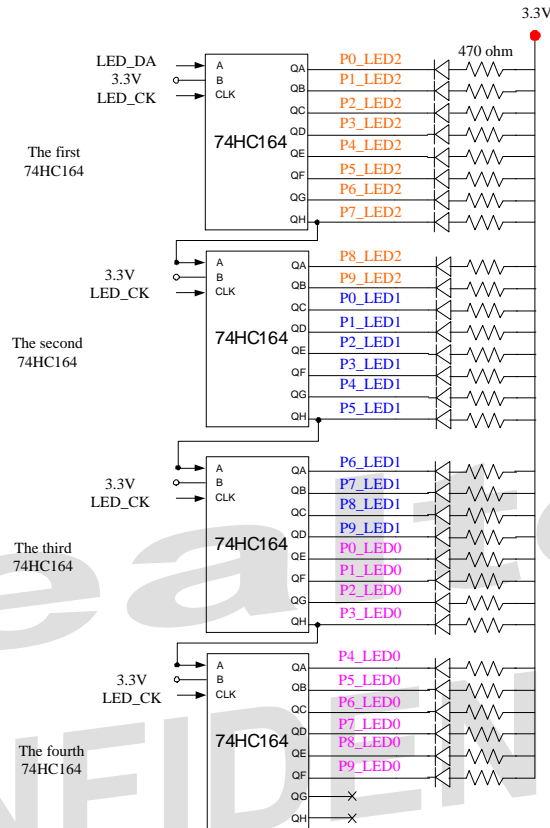 3.3V
470 ohm
LED_DA
3.3V
LED_CK
A
B
CLK
The first
74HC164
74HC164
QA
QB
QC
QD
QE
QF
QG
QH
P0_LED2
P1_LED2
P2_LED2
P3_LED2
P4_LED2
P5_LED2
P6_LED2
P7_LED2
3.3V
LED_CK
A
B
CLK
The second
74HC164
74HC164
QA
QB
QC
QD
QE
QF
QG
QH
P8_LED2
P9_LED2
P0_LED1
P1_LED1
P2_LED1
P3_LED1
P4_LED1
P5_LED1
3.3V
LED_CK
A
B
CLK
The third
74HC164
74HC164
QA
QB
QC
QD
QE
QF
QG
QH
P6_LED1
P7_LED1
P8_LED1
P9_LED1
P0_LED0
P1_LED0
P2_LED0
P3_LED0
3.3V
LED_CK
A
B
CLK
The fourth
74HC164
74HC164
QA
QB
QC
QD
QE
QF
QG
QH
P4_LED0
P5_LED0
P6_LED0
P7_LED0
P8_LED0
P9_LED0